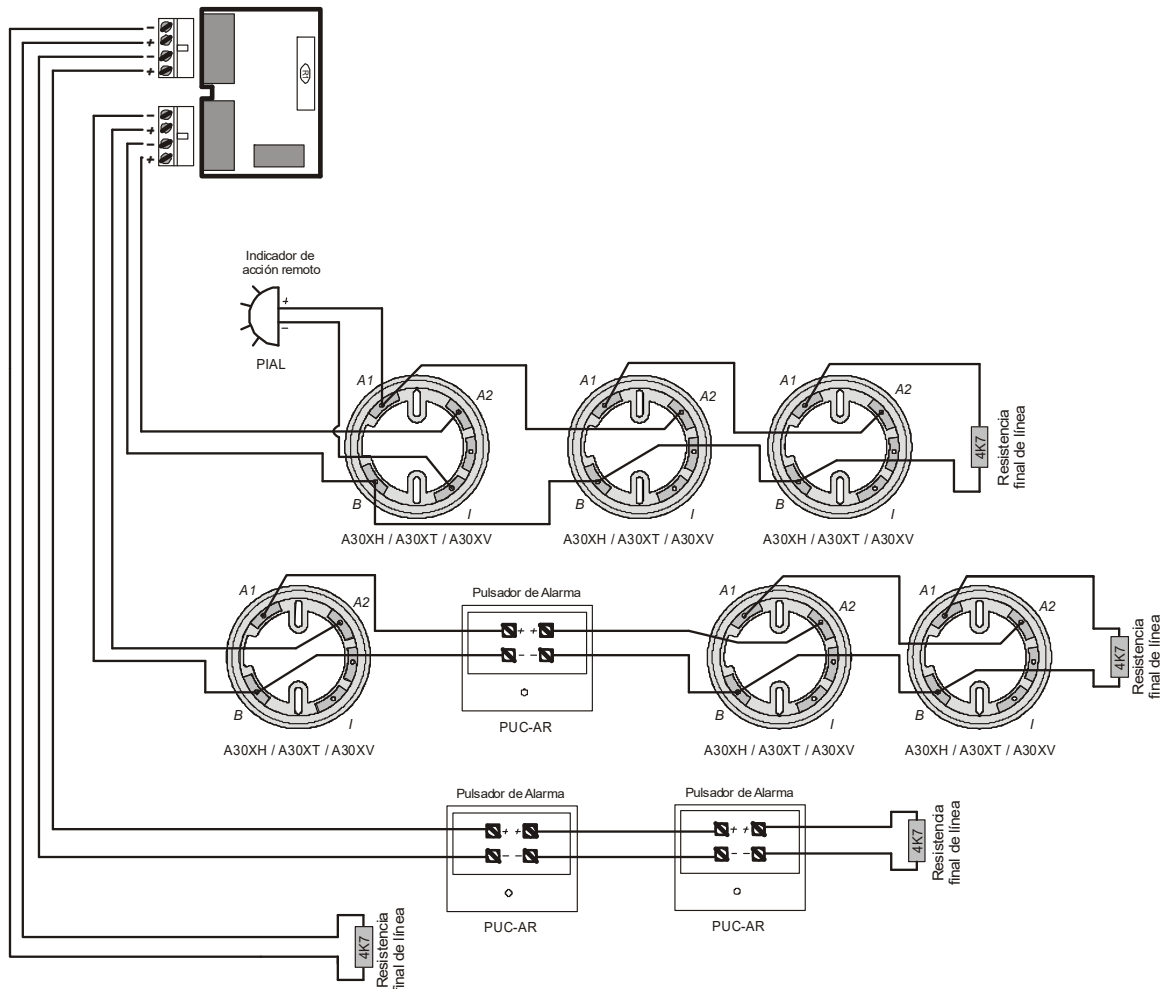 -
+
-
+
RP
-
+
-
+
Indicador de
acción remoto
+
-
PIAL
A1
A2
B
I
A30XH / A30XT / A30XV
A1
A2
B
I
A30XH / A30XT / A30XV
A1
A2
B
I
A30XH / A30XT / A30XV
4K7
Resistencia
final de línea
A1
A2
B
I
A30XH / A30XT / A30XV
Pulsador de Alarma
+ +
- -
PUC-AR
A1
A2
B
I
A30XH / A30XT / A30XV
A1
A2
B
I
A30XH / A30XT / A30XV
4K7
Resistencia
final de línea
Pulsador de Alarma
+ +
- -
PUC-AR
Pulsador de Alarma
+ +
- -
PUC-AR
4K7
Resistencia
final de línea
4K7
Resistencia
final de línea